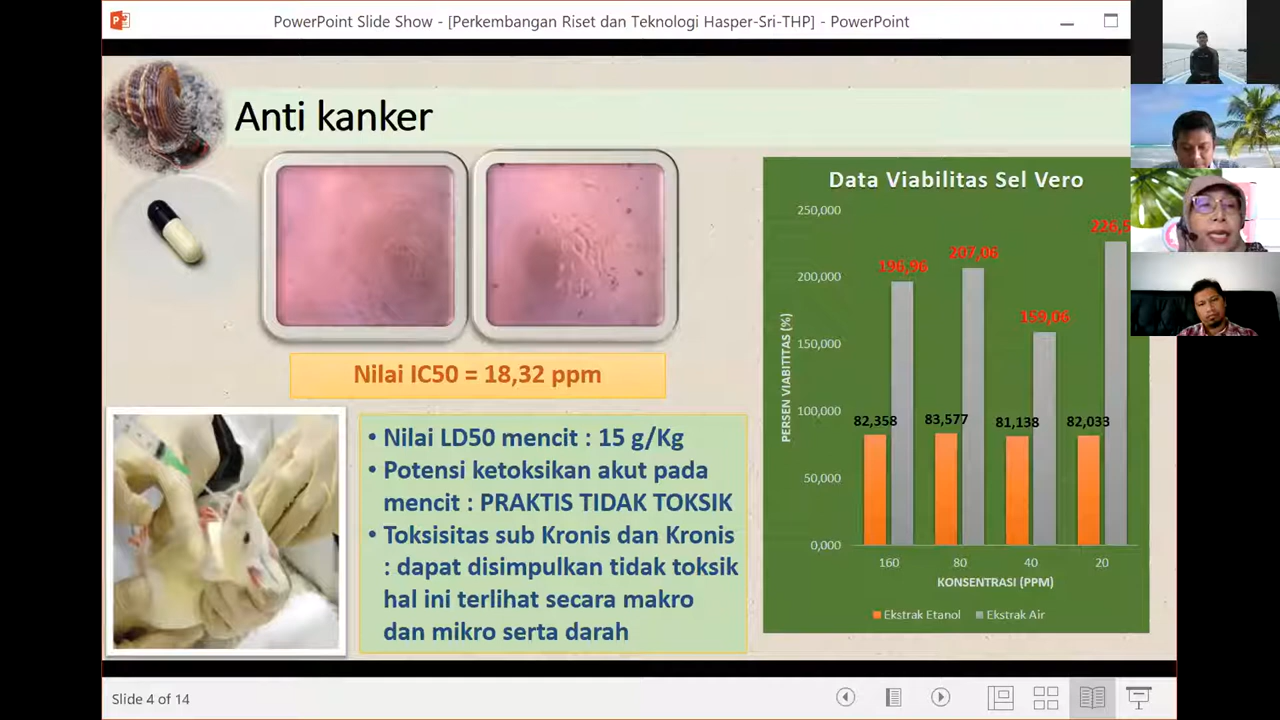 PowerPoint Slide Show - [Perkembangan Riset dan Teknologi Hasper-Sri-THP] - PowerPoint
Anti kanker
Nilai IC50 = 18,32 ppm
• Nilai LD50 mencit : 15 g/Kg
• Potensi ketoksikan akut pada
mencit : PRAKTIS TIDAK TOKSIK
• Toksisitas sub Kronis dan Kronis
: dapat disimpulkan tidak toksik
hal ini terlihat secara makro
dan mikro serta darah
Data Viabilitas Sel Vero
PERSEN VIABITITAS (%)
250,000
200,000
150,000
100,000
50,000
0,000
196,96
207,06
159,06
226,5
82,358
83,577
81,138
82,033
160
80
40
20
KONSENTRASI (PPM)
Ekstrak Etanol
Ekstrak Air
Slide 4 of 14